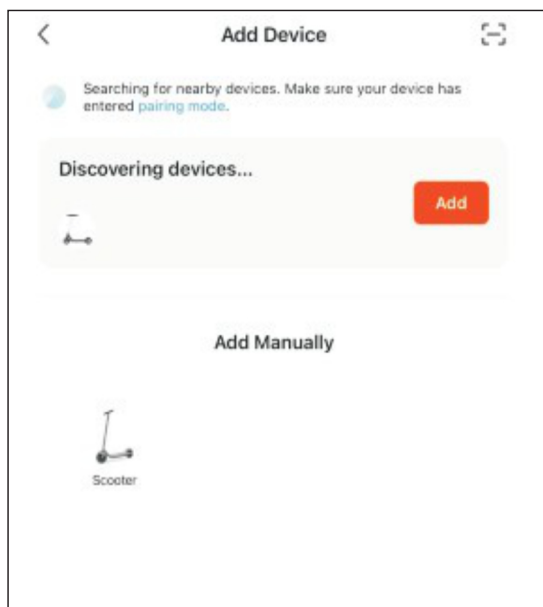 Add Device
Searching for nearby devices. Make sure your device has
entered pairing mode.
Discovering devices...
Add
Add Manually
Scooter